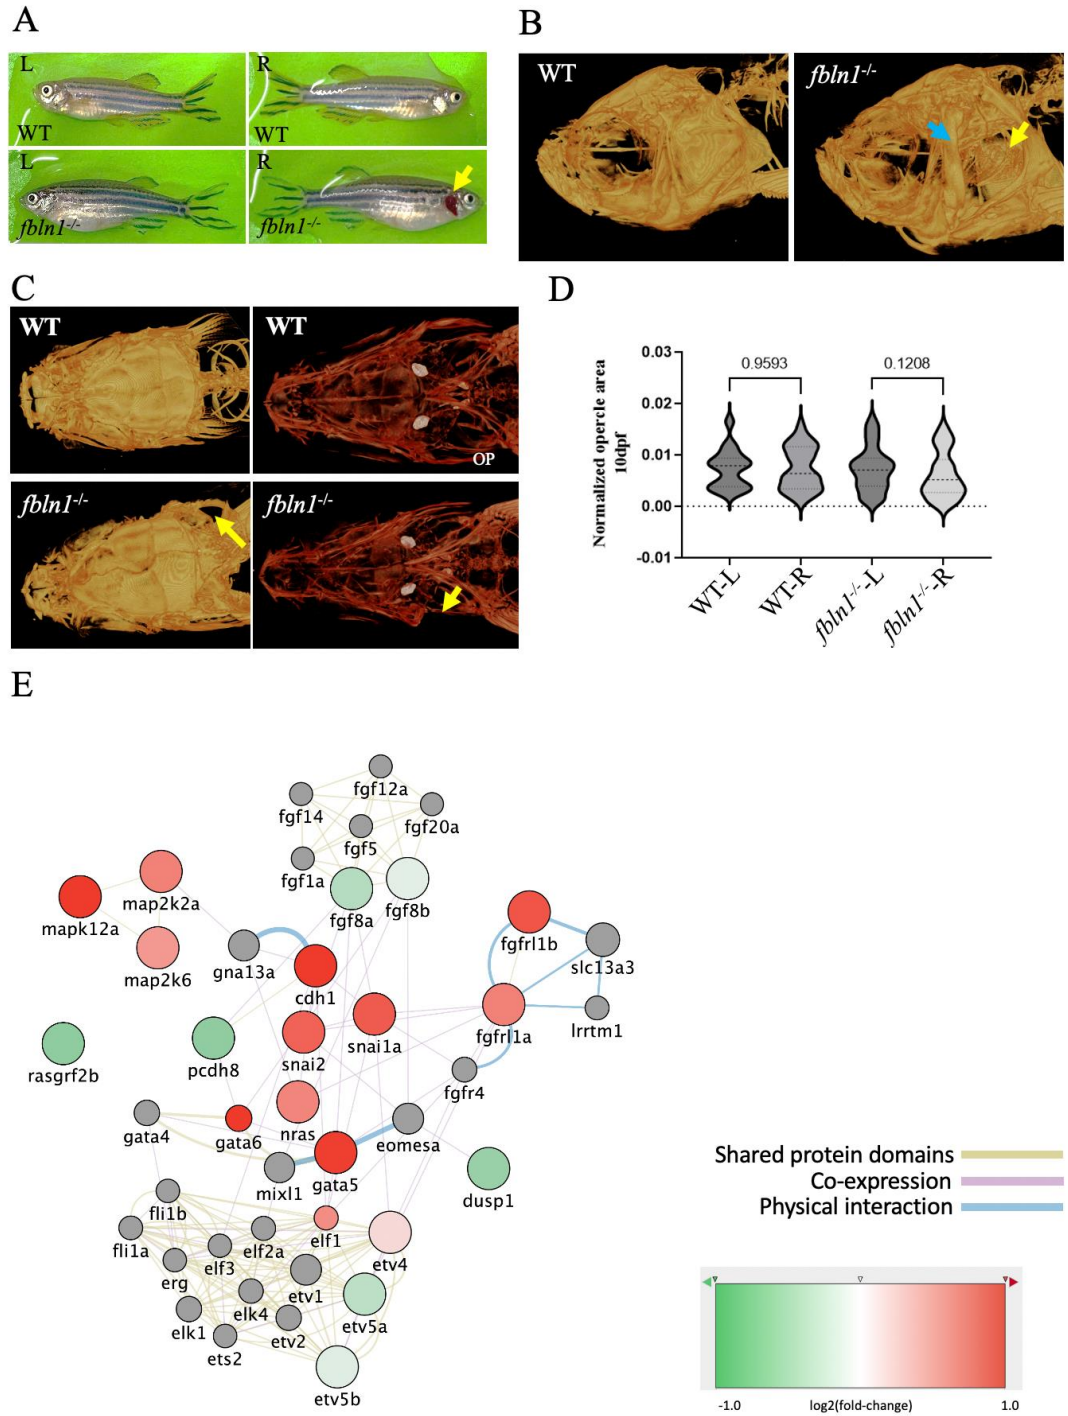 A
L
WT
R
WT
L
fbln1-/-
R
fbln1-/-
B
WT
fbln1-/-
C
WT
WT
OP
fbln1-/-
fbln1-/-
D
Normalized opercle area
10dpf
0.03
0.02
0.01
0.00
-0.01
0.9593
0.1208
WT-L
WT-R
fbln1-/--L
fbln1-/--R
E
fgf12a
fgf14
fgf20a
fgf5
fgf1a
fgf8a
fgf8b
map2k2a
mapk12a
map2k6
gna13a
cdh1
fgfrl1b
slc13a3
fgfrl1a
lrrtm1
snai1a
snai2
pcdh8
rasgrf2b
fgfr4
nras
gata4
gata6
eomesa
mixl1
gata5
dusp1
fli1b
fli1a
elf2a
elf1
elf3
etv4
erg
etv1
elk4
etv5a
elk1
etv2
ets2
etv5b
Shared protein domains
Co-expression
Physical interaction
-1.0
log2(fold-change)
1.0